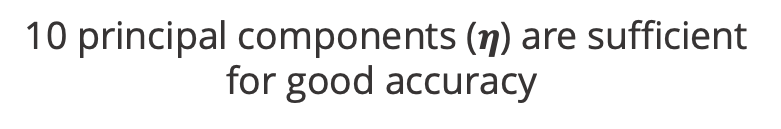 10 principal components (η) are sufficient
for good accuracy